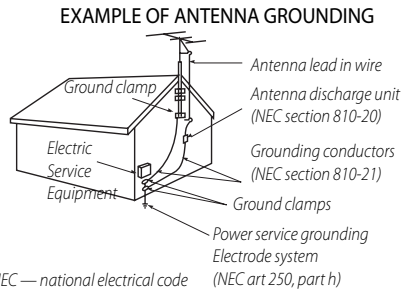 EXAMPLE OF ANTENNA GROUNDING
Antenna lead in wire
Ground clamp
Antenna discharge unit
(NEC section 810-20)
Electric
Service
Equipment
Grounding conductors
(NEC section 810-21)
Ground clamps
Power service grounding
Electrode system
(NEC art 250, part h)
NEC — national electrical code